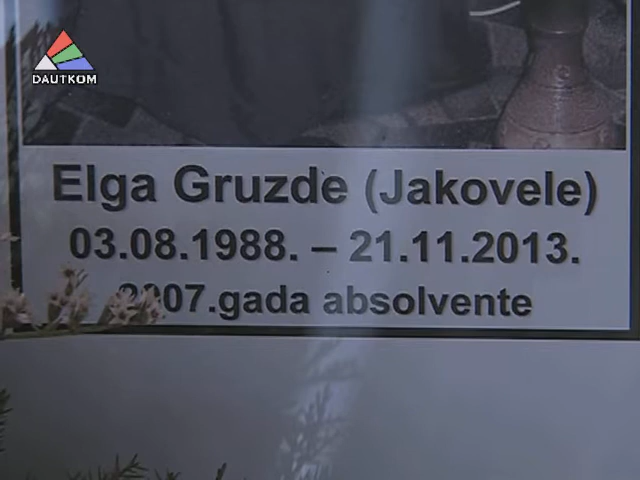 DAUTKOM
Elga Gruzde (Jakovele)
03.08.1988. – 21.11.2013.
2007.gada absolvente